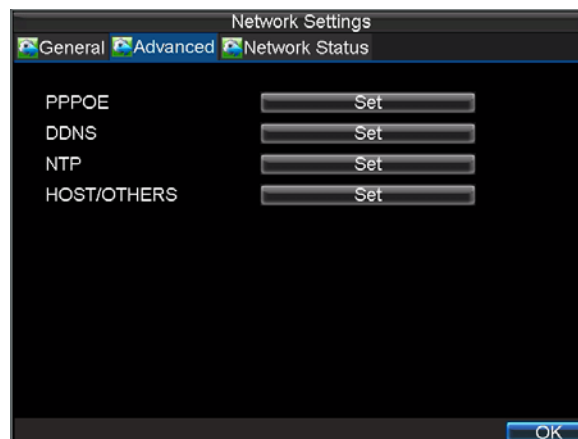 Network Settings
General Advanced Network Status
PPPOE Set
DDNS Set
NTP Set
HOST/OTHERS Set
OK